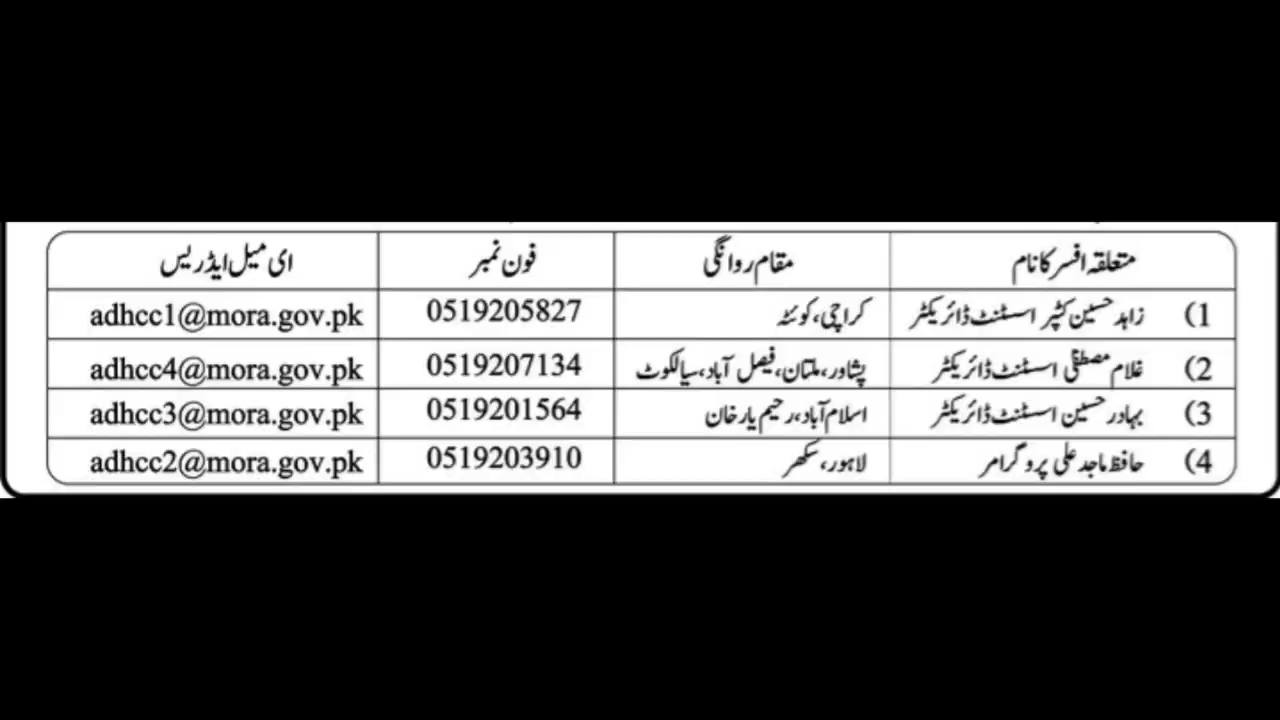 متعلقہ افسر کا نام مقام روانگی فون نمبر ای میل ایڈریس
(1 زاہد حسین کٹپر اسسٹنٹ ڈائریکٹر کراچی، کوئٹہ 0519205827 adhcc1@mora.gov.pk
(2 غلام مصطفٰی اسسٹنٹ ڈائریکٹر پشاور، ملتان، فیصل آباد، سیالکوٹ 0519207134 adhcc4@mora.gov.pk
(3 بہادر حسین اسسٹنٹ ڈائریکٹر اسلام آباد، رحیم یار خان 0519201564 adhcc3@mora.gov.pk
(4 حافظ ماجد علی پروگرامر لاہور، سکھر 0519203910 adhcc2@mora.gov.pk